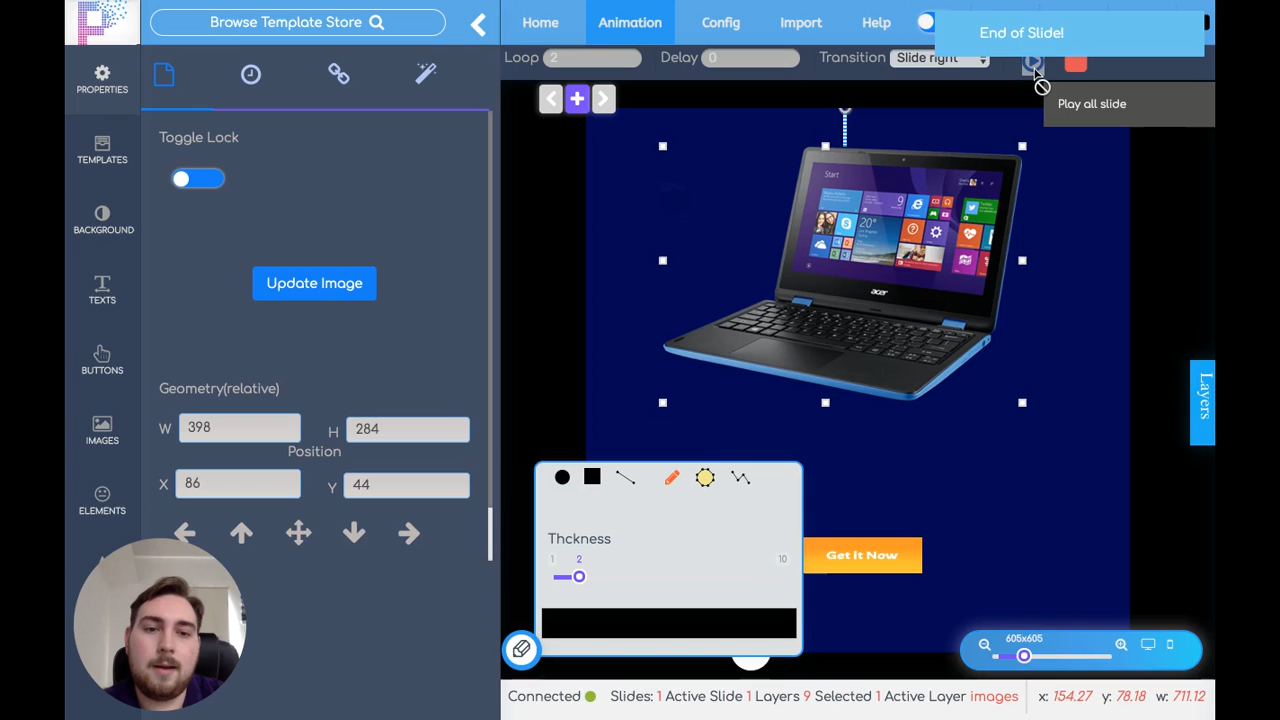 Browse Template Store
Home
Animation
Config
Import
Help
End of Slide!
Loop 2
Delay 0
Transition Slide right
Play all slide
PROPERTIES
TEMPLATES
BACKGROUND
TEXTS
BUTTONS
IMAGES
ELEMENTS
Toggle Lock
Update Image
Geometry(relative)
W 398
H 284
Position
X 86
Y 44
Start
9
20°
acer
Layers
Thckness
1 2 10
Get it Now
605x605
Connected Slides: 1 Active Slide 1 Layers 9 Selected 1 Active Layer images x: 154.27 y: 78.18 w: 711.12